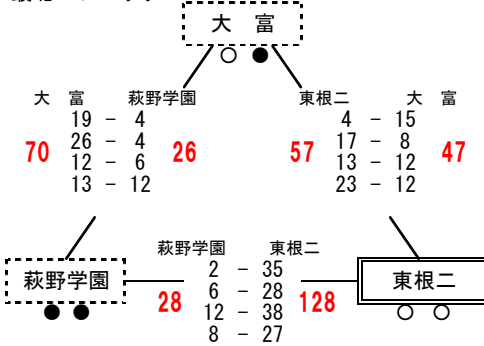 大 富
○ ●
大 富 萩野学園
19 - 4
70 26 - 4 26
12 - 6
13 - 12
東根二 大 富
4 - 15
57 17 - 8 47
13 - 12
23 - 12
萩野学園 東根二
2 - 35
28 6 - 28 128
12 - 38
8 - 27
萩野学園
● ●
東根二
○ ○